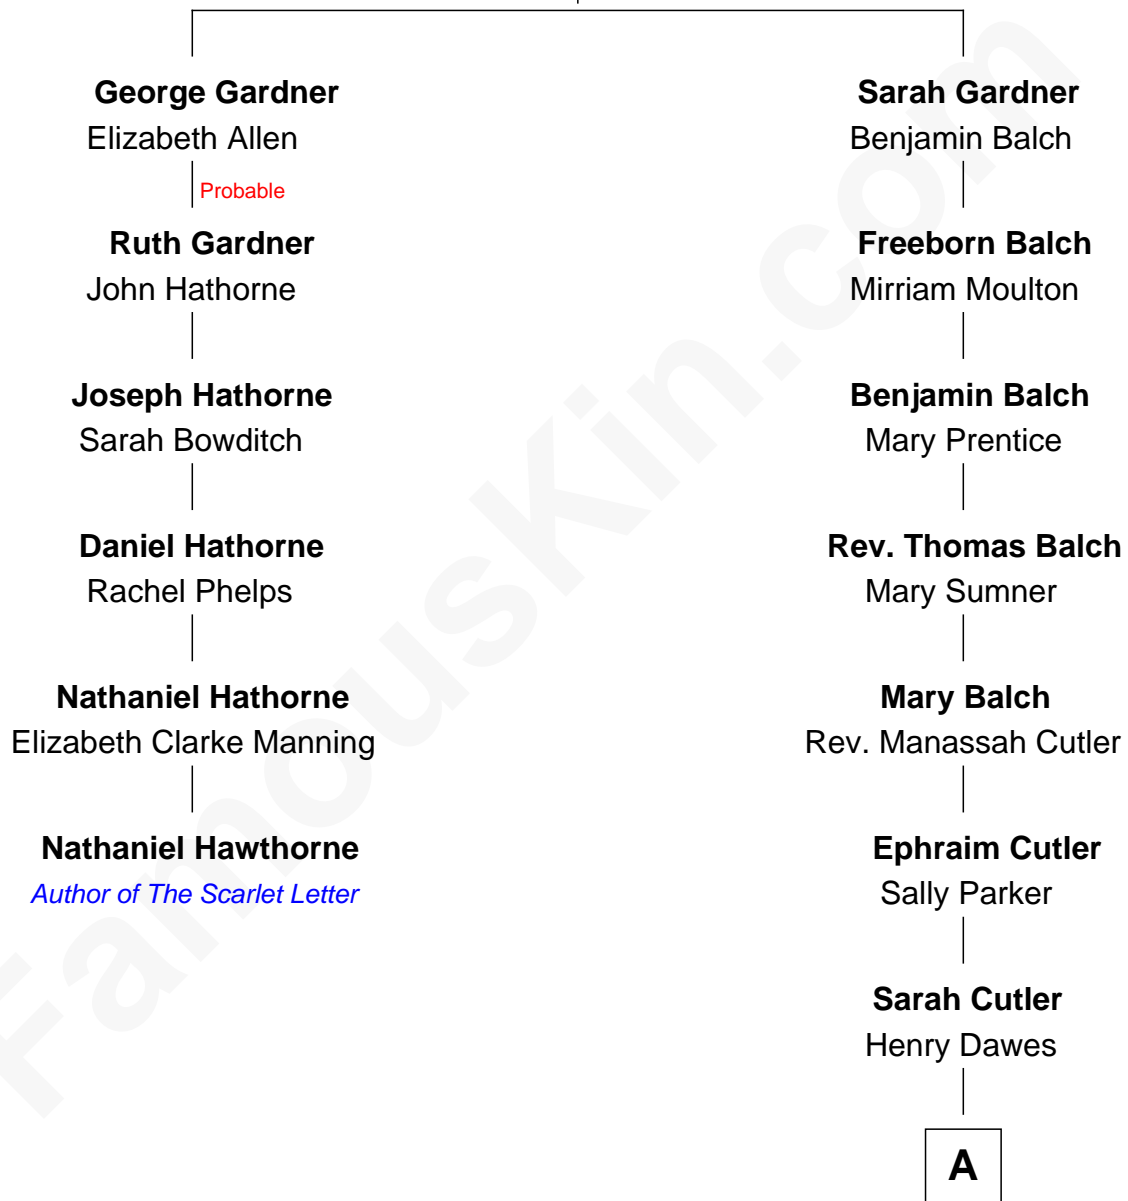 George Gardner
Elizabeth Allen
Probable
Ruth Gardner
John Hathorne
Joseph Hathorne
Sarah Bowditch
Daniel Hathorne
Rachel Phelps
Nathaniel Hathorne
Elizabeth Clarke Manning
Nathaniel Hawthorne
Author of The Scarlet Letter
Sarah Gardner
Benjamin Balch
Freeborn Balch
Mirriam Moulton
Benjamin Balch
Mary Prentice
Rev. Thomas Balch
Mary Sumner
Mary Balch
Rev. Manassah Cutler
Ephraim Cutler
Sally Parker
Sarah Cutler
Henry Dawes
A
FamousKin.com